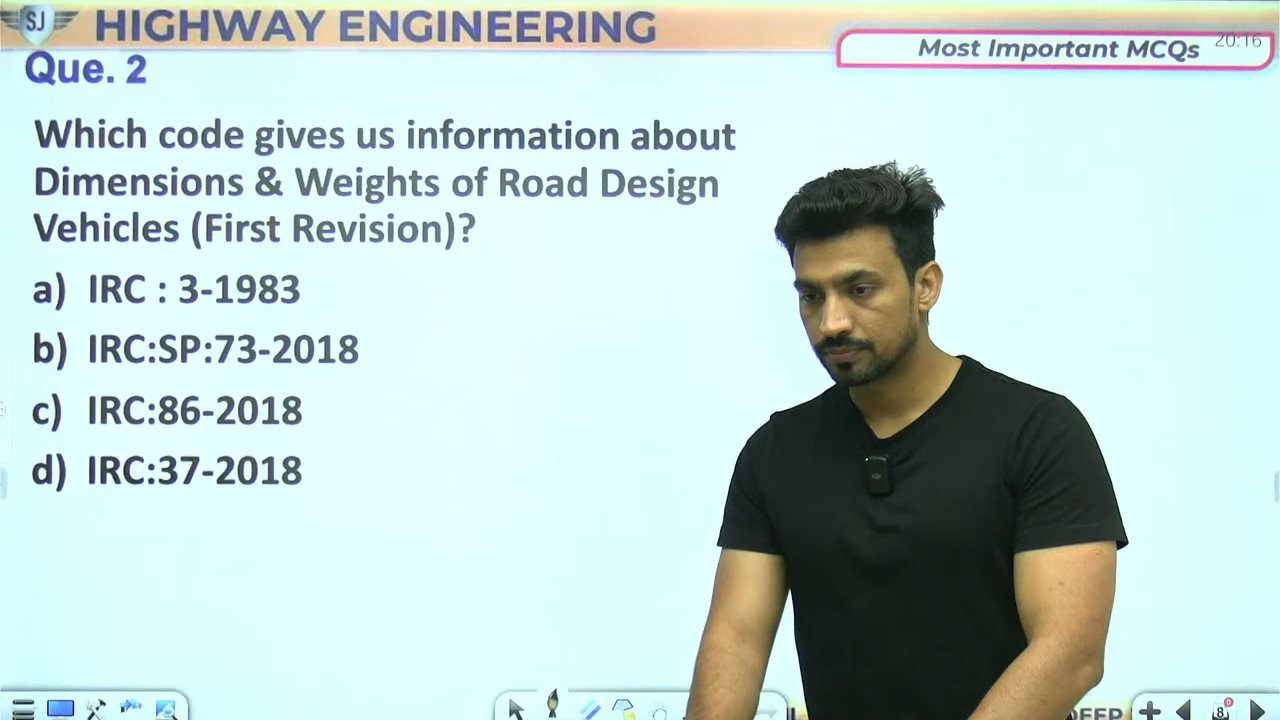 SJ
HIGHWAY ENGINEERING
Most Important MCQs
20:16
Que. 2
Which code gives us information about
Dimensions & Weights of Road Design
Vehicles (First Revision)?
a) IRC : 3-1983
b) IRC:SP:73-2018
c) IRC:86-2018
d) IRC:37-2018
8